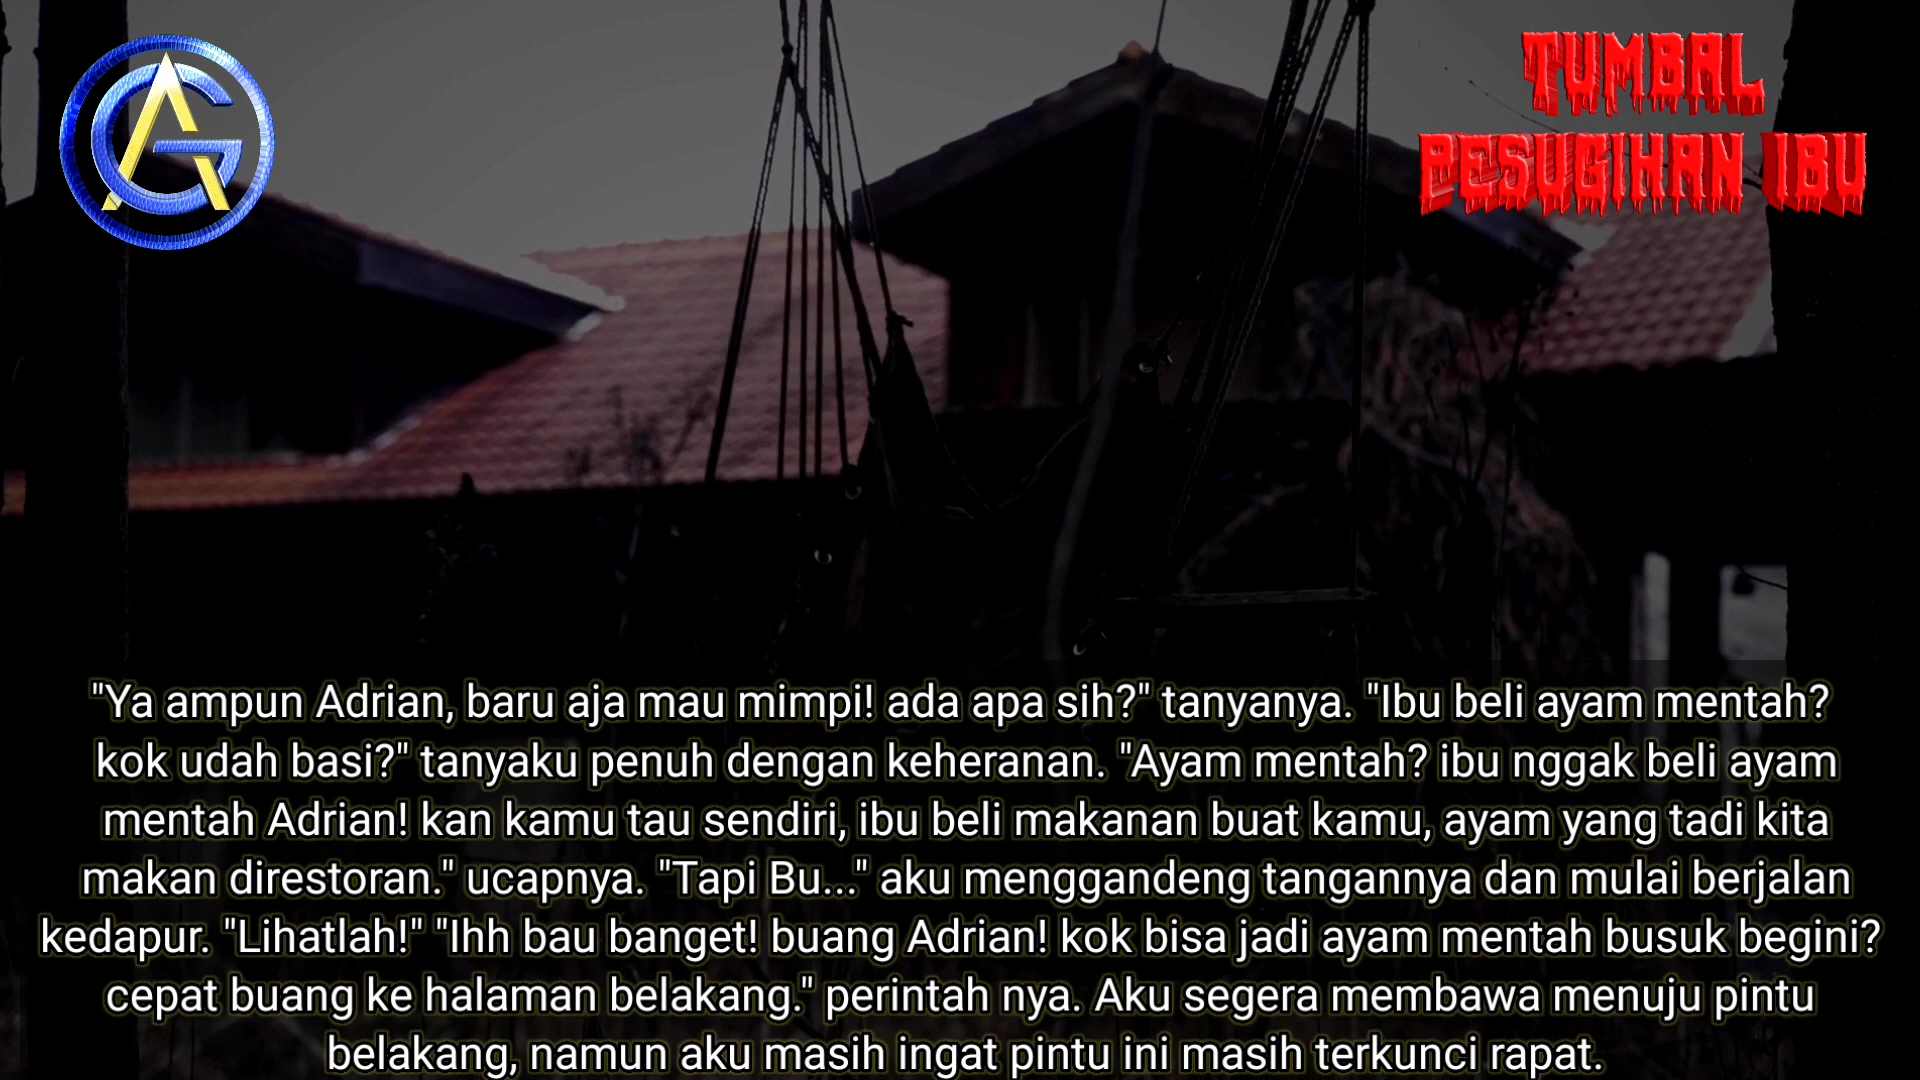 TUMBAL
PESUGIHAN IBU
"Ya ampun Adrian, baru aja mau mimpi! ada apa sih?" tanyanya. "Ibu beli ayam mentah?
kok udah basi?" tanyaku penuh dengan keheranan. "Ayam mentah? ibu nggak beli ayam
mentah Adrian! kan kamu tau sendiri, ibu beli makanan buat kamu, ayam yang tadi kita
makan direstoran." ucapnya. "Tapi Bu..." aku menggandeng tangannya dan mulai berjalan
kedapur. "Lihatlah!" "Ihh bau banget! buang Adrian! kok bisa jadi ayam mentah busuk begini?
cepat buang ke halaman belakang." perintah nya. Aku segera membawa menuju pintu
belakang, namun aku masih ingat pintu ini masih terkunci rapat.